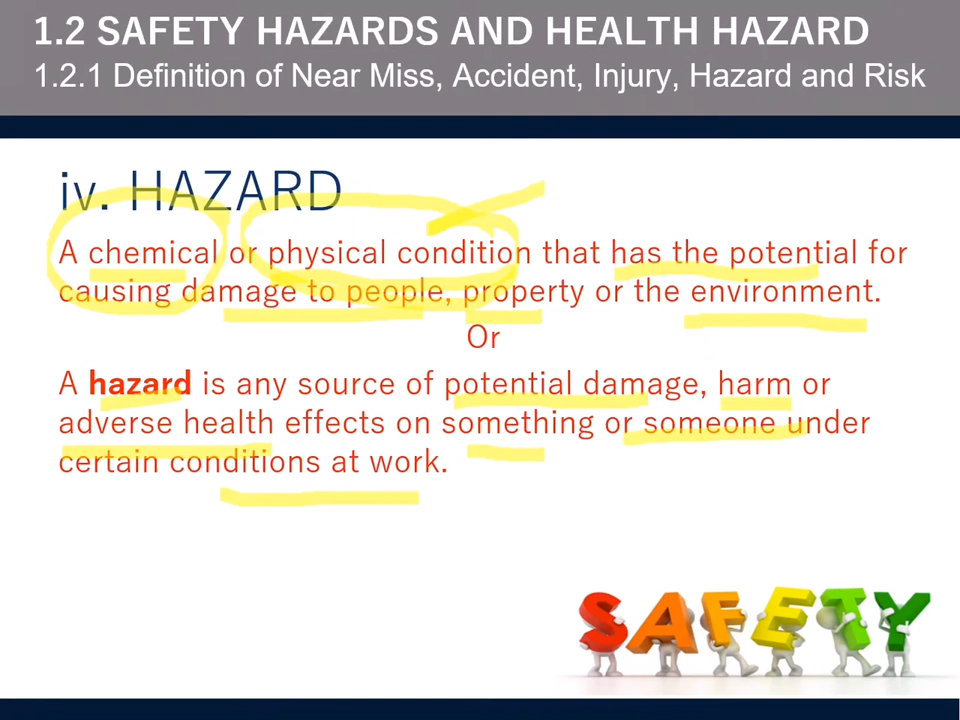 1.2 SAFETY HAZARDS AND HEALTH HAZARD
1.2.1 Definition of Near Miss, Accident, Injury, Hazard and Risk
iv. HAZARD
A chemical or physical condition that has the potential for
causing damage to people, property or the environment.
Or
A hazard is any source of potential damage, harm or
adverse health effects on something or someone under
certain conditions at work.
SAFETY